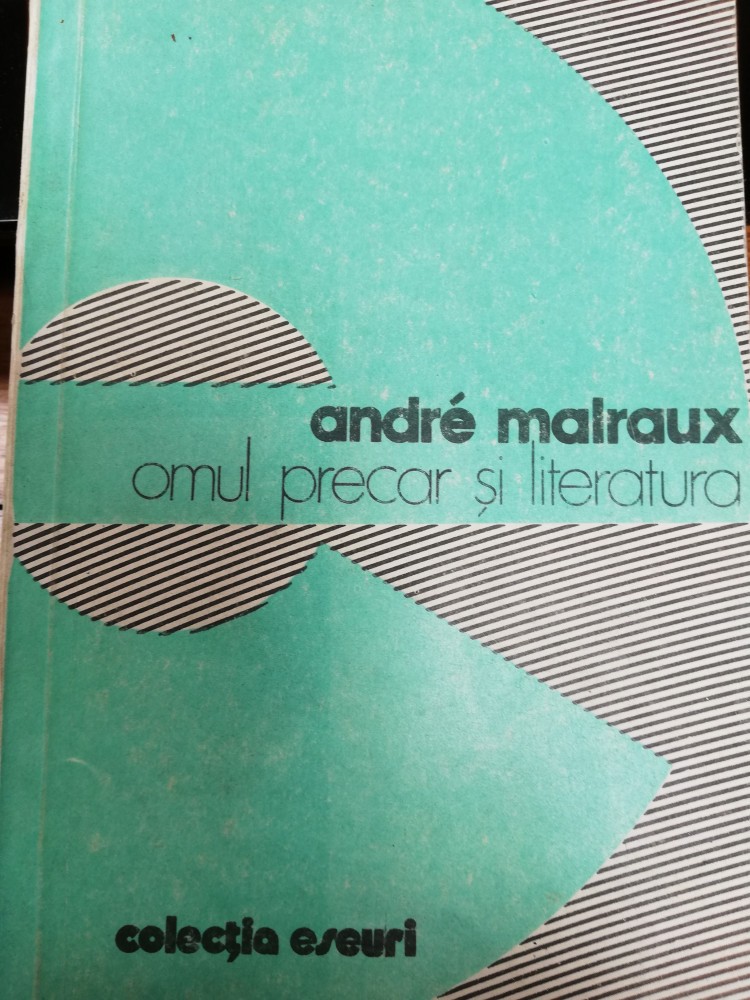 andré malraux
omul precar și literatura
colecția eseuri